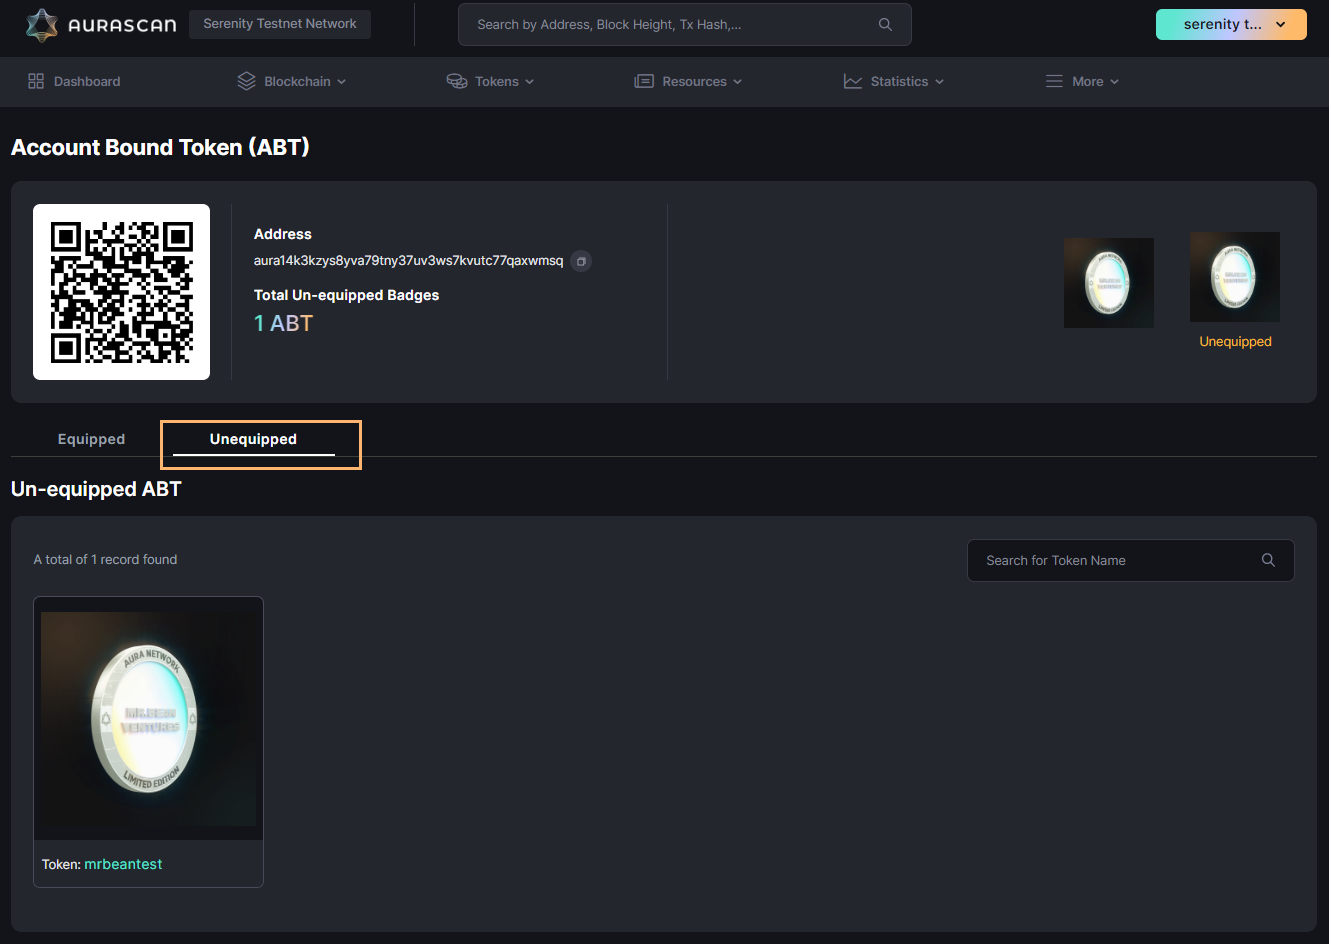 AURASCAN
Serenity Testnet Network
Search by Address, Block Height, Tx Hash,...
serenity t...
Dashboard
Blockchain
Tokens
Resources
Statistics
More
Account Bound Token (ABT)
Address
aura14k3kzys8yva79tny37uv3ws7kvutc77qaxwmsq
Total Un-equipped Badges
1 ABT
Unequipped
Equipped
Unequipped
Un-equipped ABT
A total of 1 record found
Search for Token Name
AURA NETWORK
VENTURES
LIMITED EDITION
Token: mrbeantest